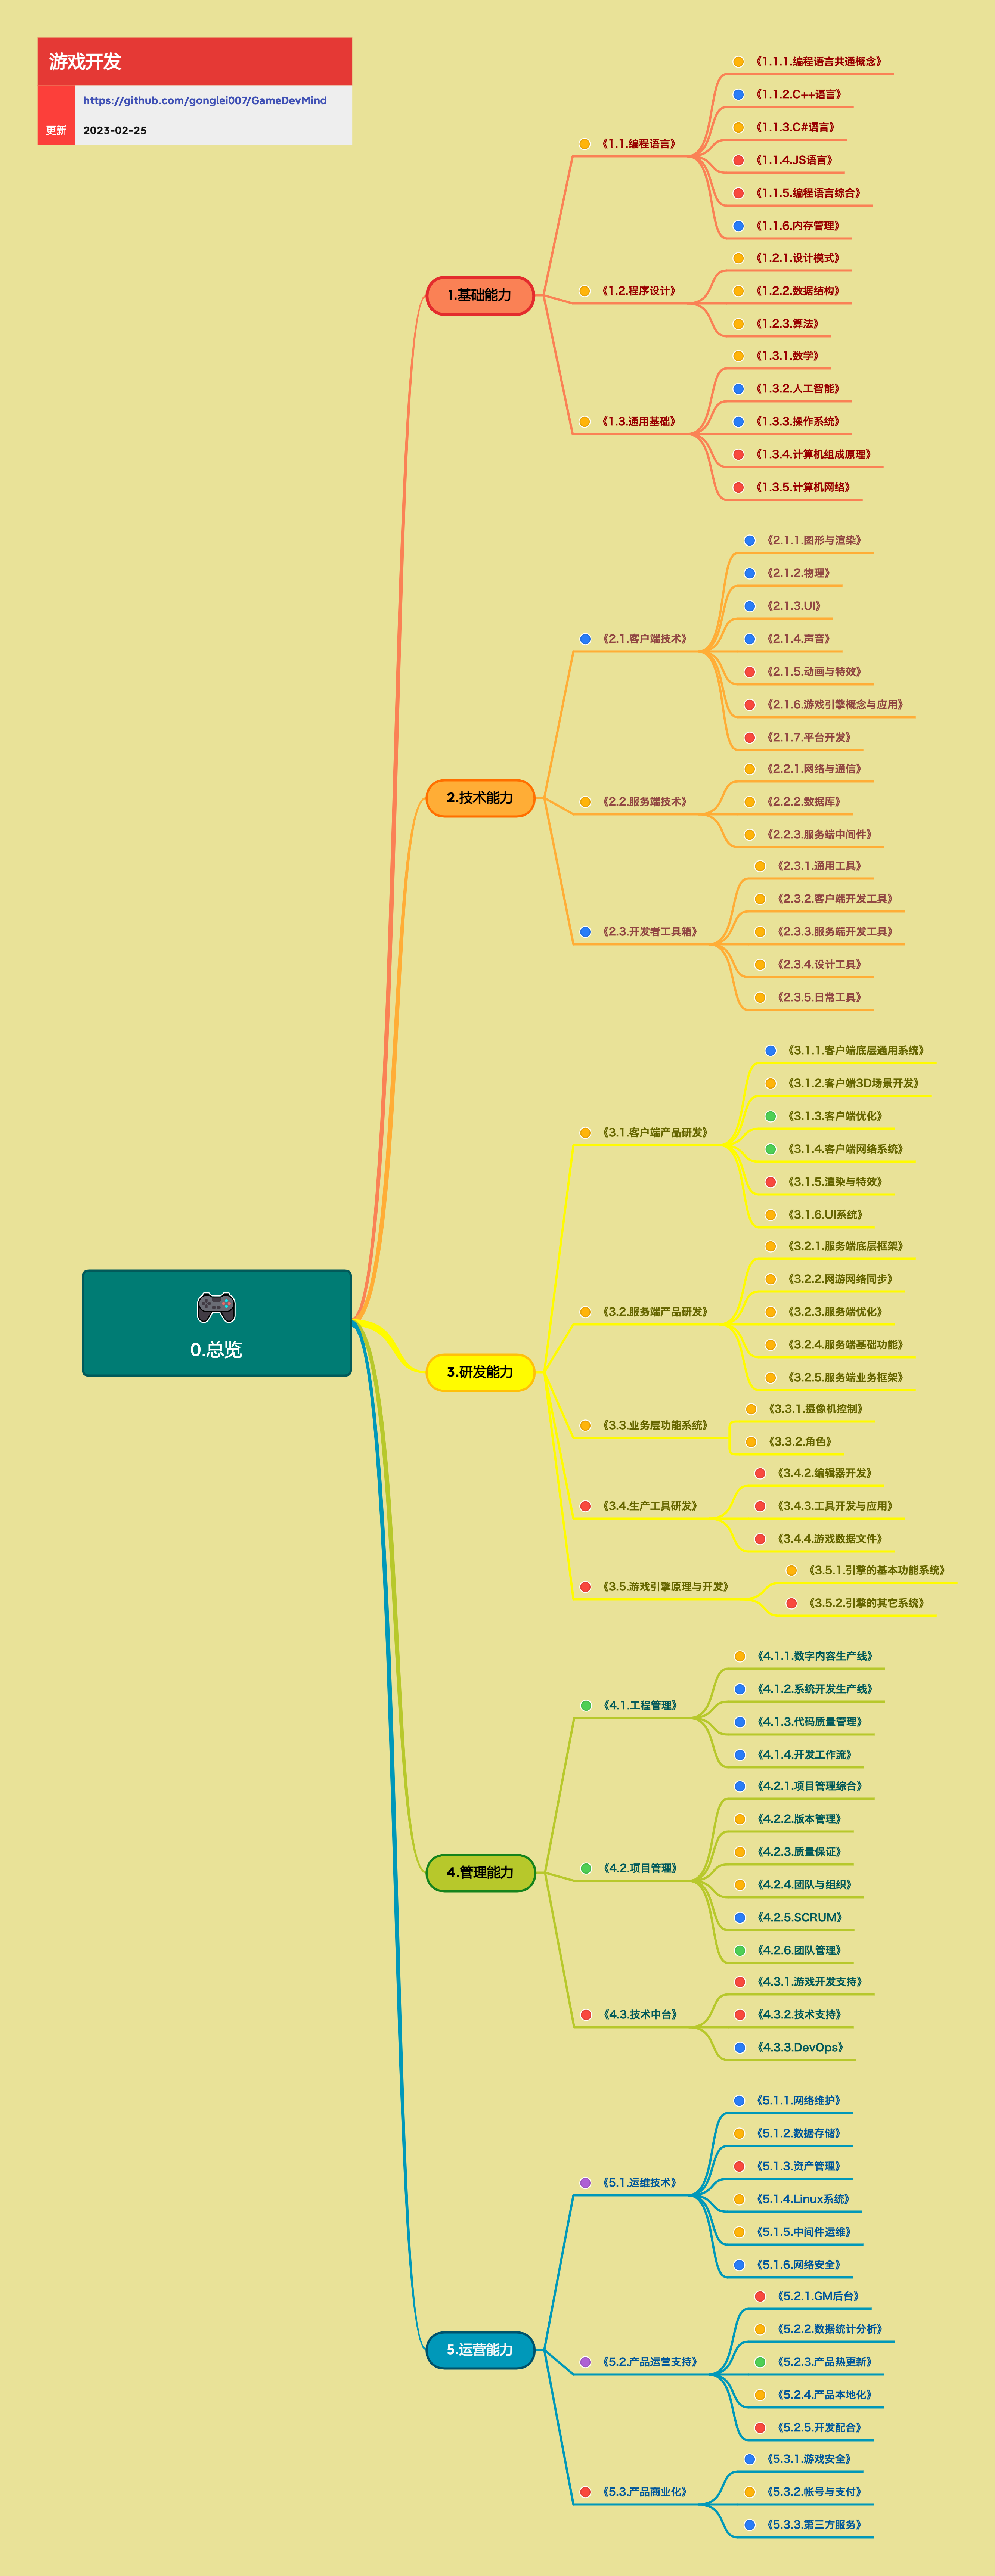 游戏开发
https://github.com/gonglei007/GameDevMind
更新 2023-02-25
0.总览
1.基础能力
《1.1.编程语言》
《1.1.1.编程语言共通概念》
《1.1.2.C++语言》
《1.1.3.C#语言》
《1.1.4.JS语言》
《1.1.5.编程语言综合》
《1.1.6.内存管理》
《1.2.程序设计》
《1.2.1.设计模式》
《1.2.2.数据结构》
《1.2.3.算法》
《1.3.通用基础》
《1.3.1.数学》
《1.3.2.人工智能》
《1.3.3.操作系统》
《1.3.4.计算机组成原理》
《1.3.5.计算机网络》
2.技术能力
《2.1.客户端技术》
《2.1.1.图形与渲染》
《2.1.2.物理》
《2.1.3.UI》
《2.1.4.声音》
《2.1.5.动画与特效》
《2.1.6.游戏引擎概念与应用》
《2.1.7.平台开发》
《2.2.服务端技术》
《2.2.1.网络与通信》
《2.2.2.数据库》
《2.2.3.服务端中间件》
《2.3.开发者工具箱》
《2.3.1.通用工具》
《2.3.2.客户端开发工具》
《2.3.3.服务端开发工具》
《2.3.4.设计工具》
《2.3.5.日常工具》
3.研发能力
《3.1.客户端产品研发》
《3.1.1.客户端底层通用系统》
《3.1.2.客户端3D场景开发》
《3.1.3.客户端优化》
《3.1.4.客户端网络系统》
《3.1.5.渲染与特效》
《3.1.6.UI系统》
《3.2.服务端产品研发》
《3.2.1.服务端底层框架》
《3.2.2.网游网络同步》
《3.2.3.服务端优化》
《3.2.4.服务端基础功能》
《3.2.5.服务端业务框架》
《3.3.业务层功能系统》
《3.3.1.摄像机控制》
《3.3.2.角色》
《3.4.生产工具研发》
《3.4.2.编辑器开发》
《3.4.3.工具开发与应用》
《3.4.4.游戏数据文件》
《3.5.游戏引擎原理与开发》
《3.5.1.引擎的基本功能系统》
《3.5.2.引擎的其它系统》
4.管理能力
《4.1.工程管理》
《4.1.1.数字内容生产线》
《4.1.2.系统开发生产线》
《4.1.3.代码质量管理》
《4.1.4.开发工作流》
《4.2.项目管理》
《4.2.1.项目管理综合》
《4.2.2.版本管理》
《4.2.3.质量保证》
《4.2.4.团队与组织》
《4.2.5.SCRUM》
《4.2.6.团队管理》
《4.3.技术中台》
《4.3.1.游戏开发支持》
《4.3.2.技术支持》
《4.3.3.DevOps》
5.运营能力
《5.1.运维技术》
《5.1.1.网络维护》
《5.1.2.数据存储》
《5.1.3.资产管理》
《5.1.4.Linux系统》
《5.1.5.中间件运维》
《5.1.6.网络安全》
《5.2.产品运营支持》
《5.2.1.GM后台》
《5.2.2.数据统计分析》
《5.2.3.产品热更新》
《5.2.4.产品本地化》
《5.2.5.开发配合》
《5.3.产品商业化》
《5.3.1.游戏安全》
《5.3.2.帐号与支付》
《5.3.3.第三方服务》